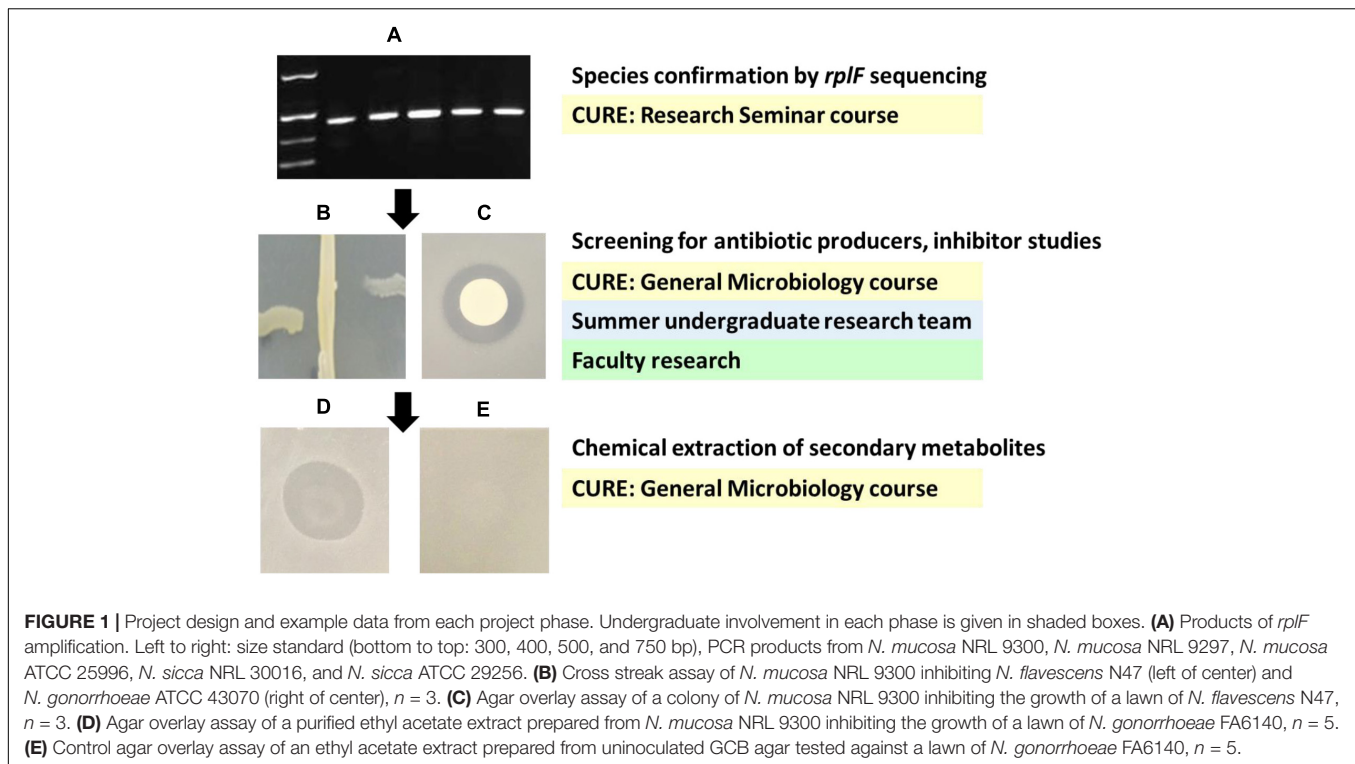 A
Species confirmation by rplF sequencing
CURE: Research Seminar course
B
C
Screening for antibiotic producers, inhibitor studies
CURE: General Microbiology course
Summer undergraduate research team
Faculty research
D
E
Chemical extraction of secondary metabolites
CURE: General Microbiology course
FIGURE 1 | Project design and example data from each project phase. Undergraduate involvement in each phase is given in shaded boxes. (A) Products of rplF
amplification. Left to right: size standard (bottom to top: 300, 400, 500, and 750 bp), PCR products from N. mucosa NRL 9300, N. mucosa NRL 9297, N. mucosa
ATCC 25996, N. sicca NRL 30016, and N. sicca ATCC 29256. (B) Cross streak assay of N. mucosa NRL 9300 inhibiting N. flavescens N47 (left of center) and
N. gonorrhoeae ATCC 43070 (right of center), n = 3. (C) Agar overlay assay of a colony of N. mucosa NRL 9300 inhibiting the growth of a lawn of N. flavescens N47,
n = 3. (D) Agar overlay assay of a purified ethyl acetate extract prepared from N. mucosa NRL 9300 inhibiting the growth of a lawn of N. gonorrhoeae FA6140, n = 5.
(E) Control agar overlay assay of an ethyl acetate extract prepared from uninoculated GCB agar tested against a lawn of N. gonorrhoeae FA6140, n = 5.